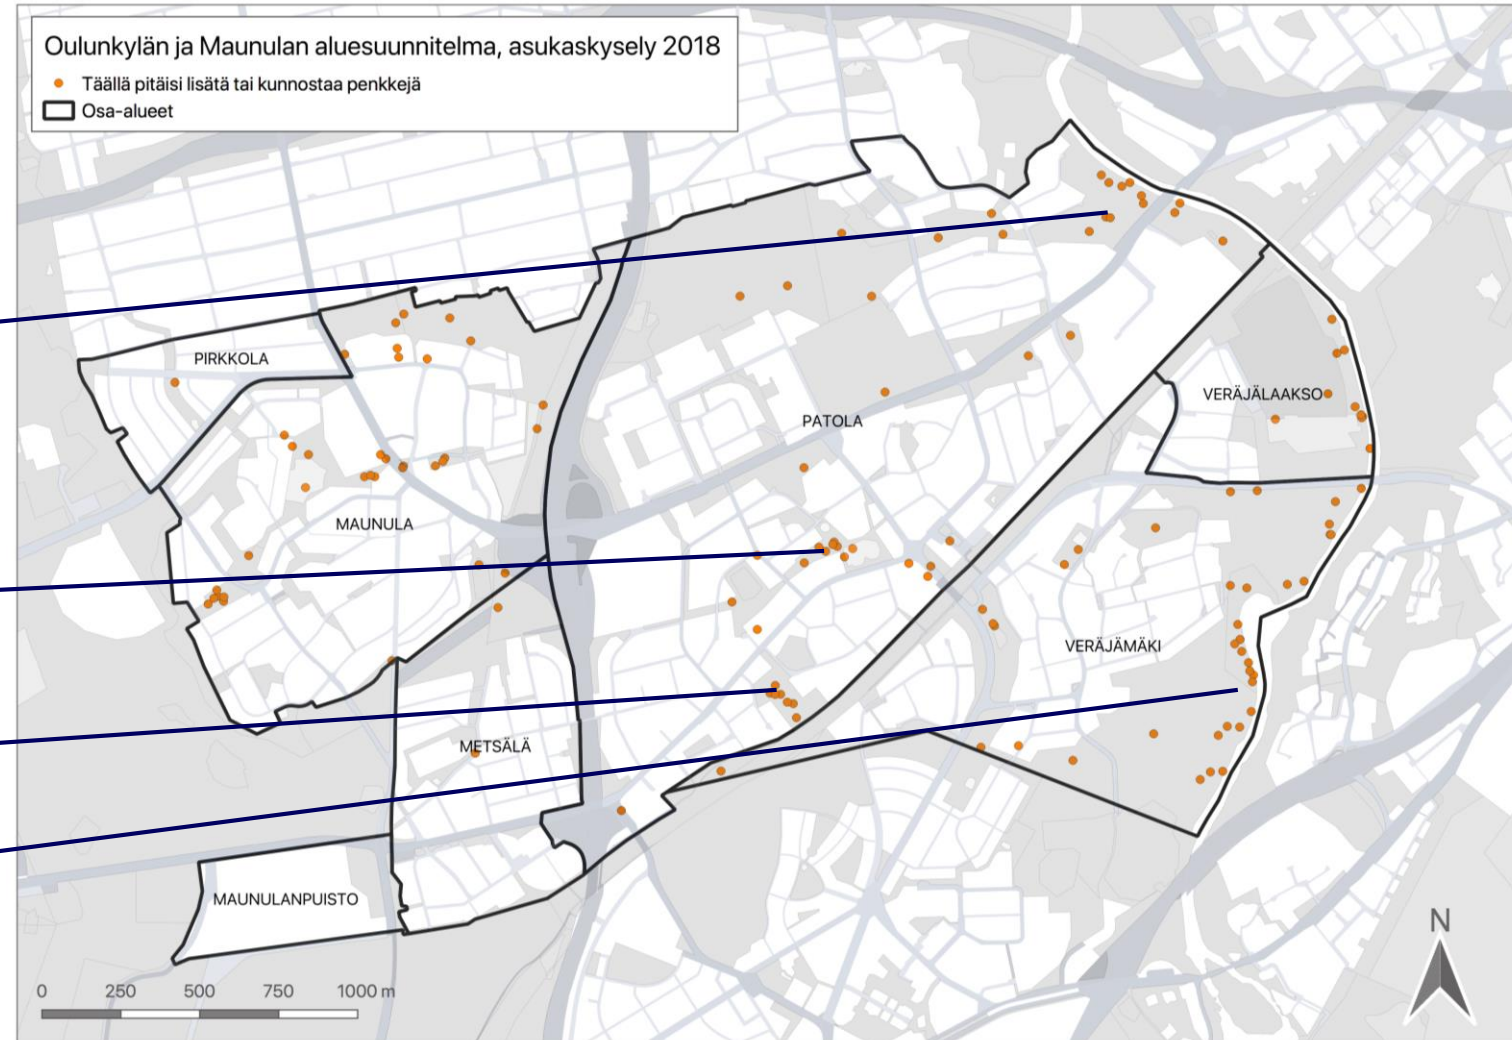 Oulunkylän ja Maunulan aluesuunnitelma, asukaskysely 2018
Täällä pitäisi lisätä tai kunnostaa penkkejä
Osa-alueet
PIRKKOLA
VERÄJÄLAAKSO
PATOLA
MAUNULA
VERÄJÄMÄKI
METSÄLÄ
MAUNULANPUISTO
N
0 250 500 750 1000 m